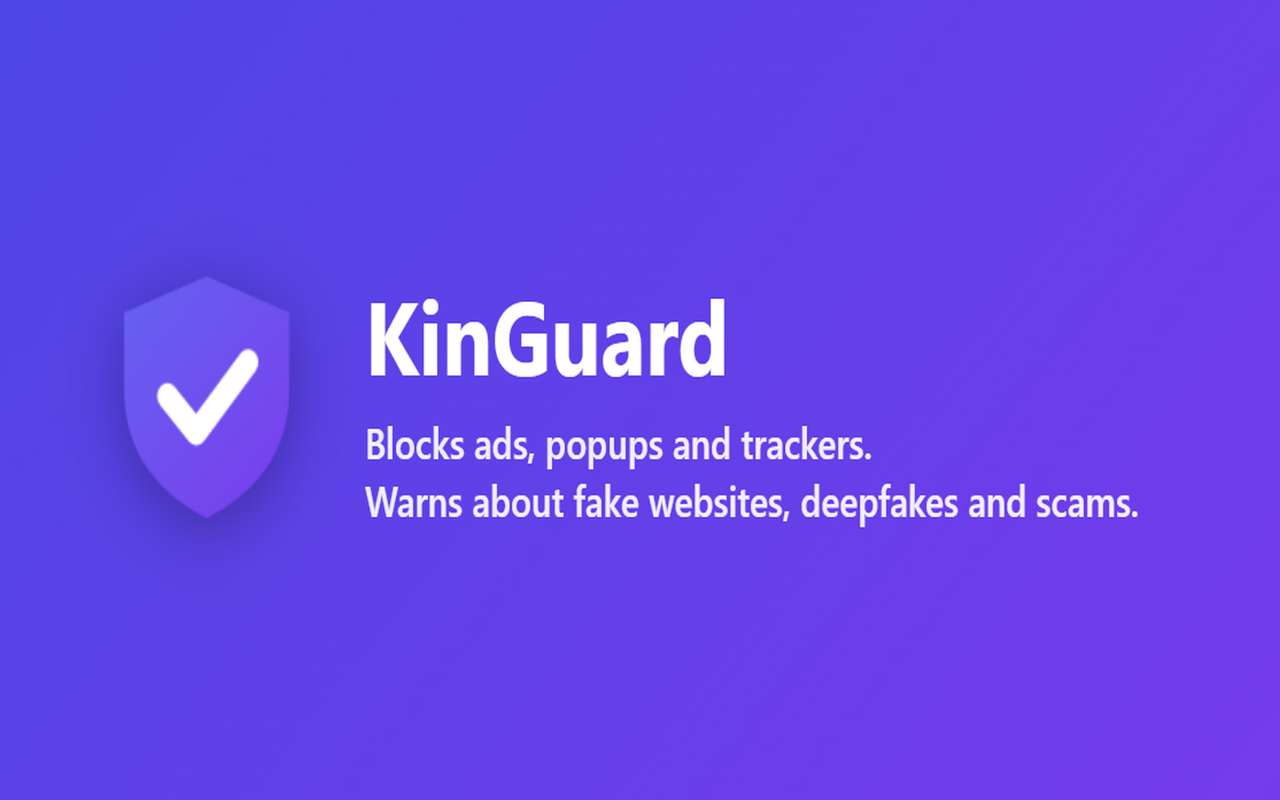 KinGuard
Blocks ads, popups and trackers.
Warns about fake websites, deepfakes and scams.